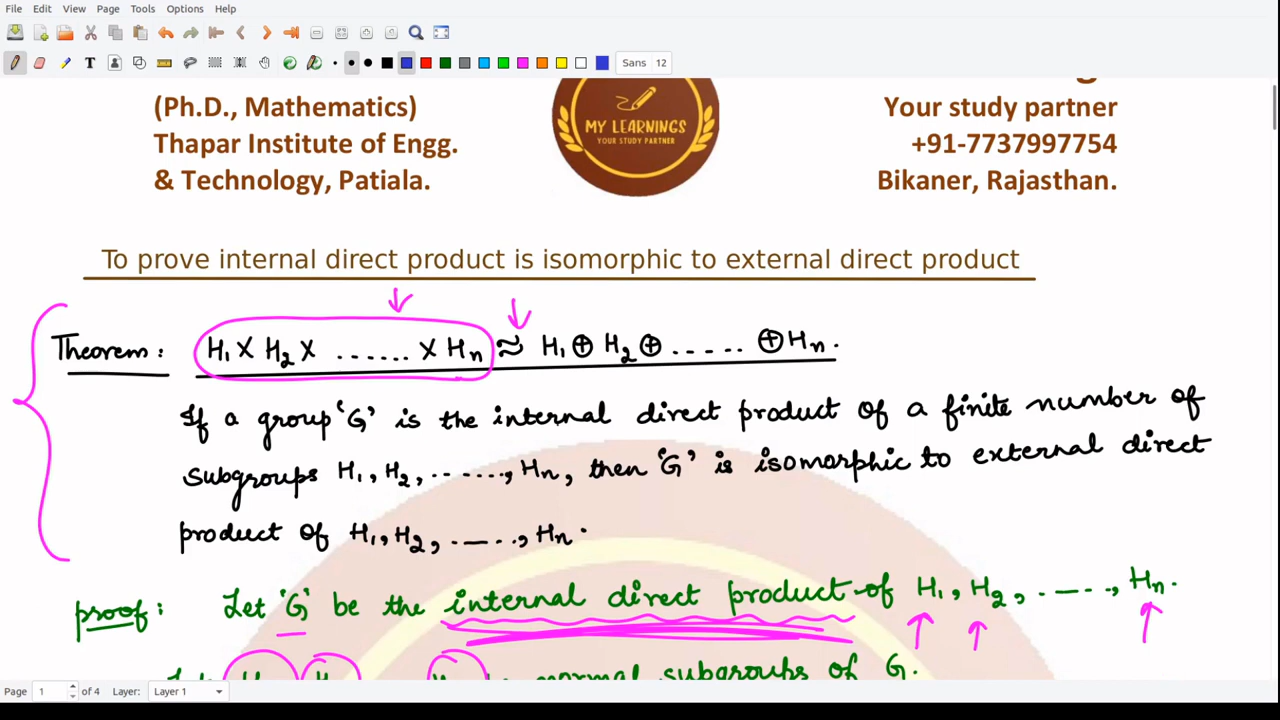 File Edit View Page Tools Options Help
Sans 12
(Ph.D., Mathematics)
Thapar Institute of Engg.
& Technology, Patiala.
MY LEARNINGS
YOUR STUDY PARTNER
Your study partner
+91-7737997754
Bikaner, Rajasthan.
To prove internal direct product is isomorphic to external direct product
Theorem: H₁ × H₂ × ...... × Hₙ ≈ H₁ ⊕ H₂ ⊕ ..... ⊕ Hₙ.
If a group 'G' is the internal direct product of a finite number of
subgroups H₁, H₂, ......., Hₙ, then 'G' is isomorphic to external direct
product of H₁, H₂, ....., Hₙ.
proof: Let 'G' be the internal direct product of H₁, H₂, ....., Hₙ.
normal subgroups of G.
Page 1 of 4 Layer: Layer 1